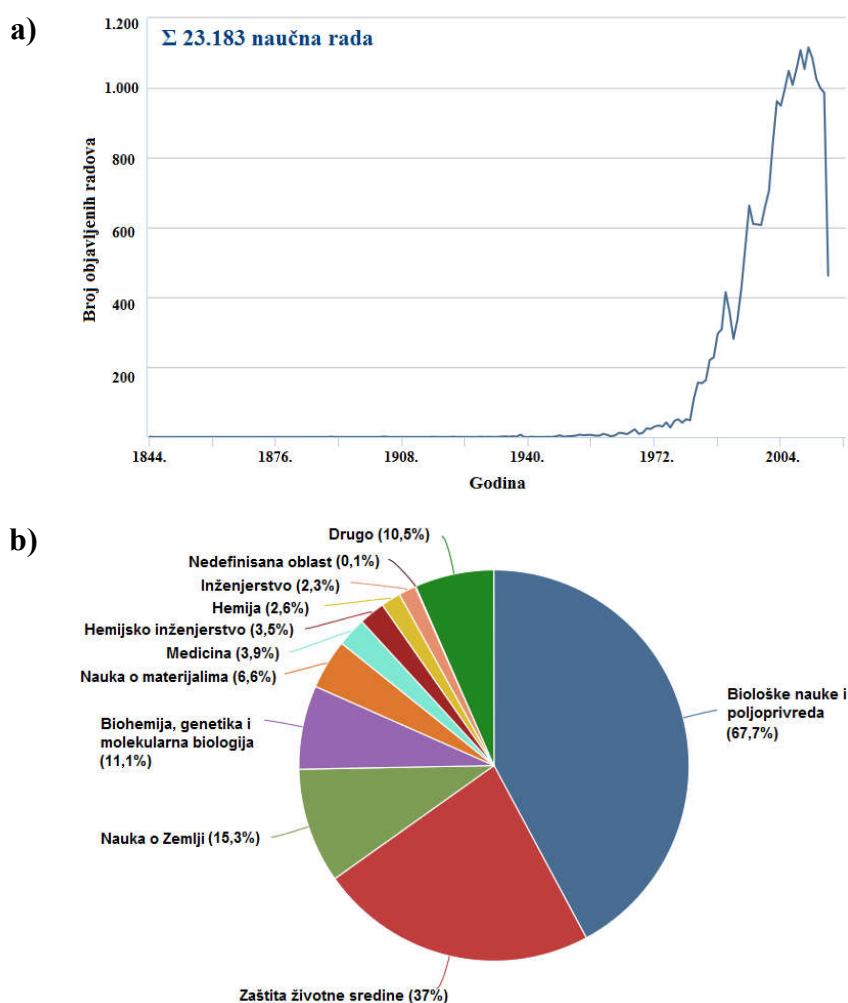 a)
Σ 23.183 naučna rada
1.200
1.000
800
600
400
200
Broj objavljenih radova
1844.
1876.
1908.
1940.
1972.
2004.
Godina
b)
Drugo (10,5%)
Nedefinisana oblast (0,1%)
Inženjerstvo (2,3%)
Hemija (2,6%)
Hemijsko inženjerstvo (3,5%)
Medicina (3,9%)
Nauka o materijalima (6,6%)
Biohemija, genetika i
molekularna biologija
(11,1%)
Nauka o Zemlji (15,3%)
Zaštita životne sredine (37%)
Biološke nauke i
poljoprivreda
(67,7%)